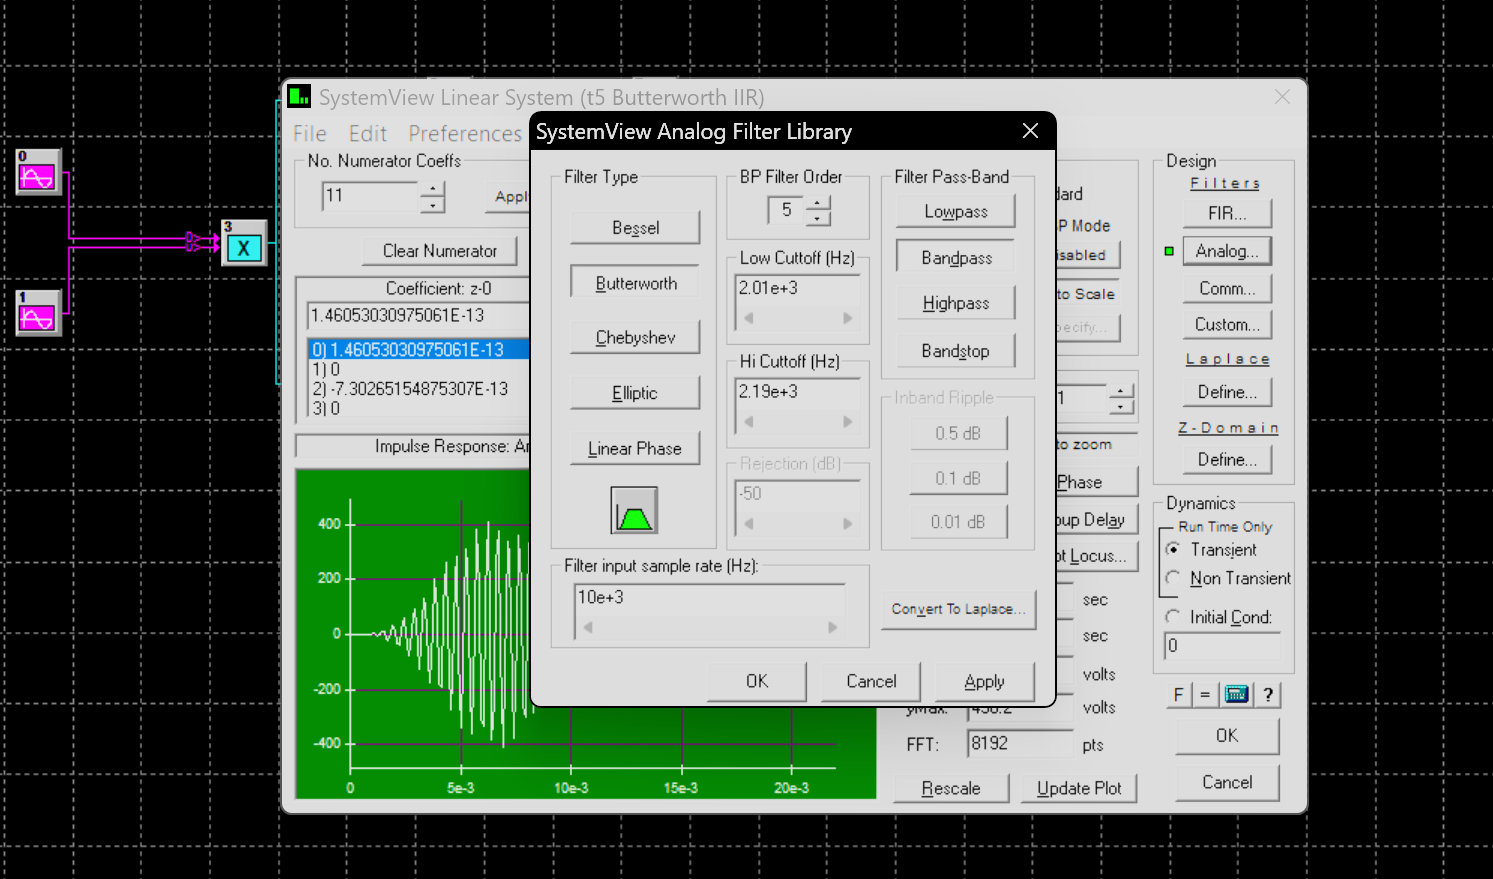 SystemView Linear System (t5 Butterworth IIR)
File Edit Preferences
No. Numerator Coeffs
11
Clear Numerator
Coefficient: z-0
1.46053030975061E-13
0) 1.46053030975061E-13
1) 0
2) -7.30265154875307E-13
3) 0
Impulse Response:
400
200
0
-200
-400
0 5e-3 10e-3 15e-3 20e-3
0
1
3
X
SystemView Analog Filter Library
Filter Type
Bessel
Butterworth
Chebyshev
Elliptic
Linear Phase
BP Filter Order
5
Low Cuttoff (Hz)
2.01e+3
Hi Cuttoff (Hz)
2.19e+3
Rejection (dB)
-50
Filter Pass-Band
Lowpass
Bandpass
Highpass
Bandstop
Inband Ripple
0.5 dB
0.1 dB
0.01 dB
Filter input sample rate (Hz):
10e+3
Convert To Laplace...
OK Cancel Apply
P Mode
to Scale
1
to zoom
Phase
oup Delay
ot Locus...
sec
sec
volts
volts
FFT: 8192 pts
Rescale Update Plot
Design
Filters
FIR...
Analog...
Comm...
Custom...
Laplace
Define...
Z-Domain
Define...
Dynamics
Run Time Only
Transient
Non Transient
Initial Cond:
0
F = ?
OK
Cancel